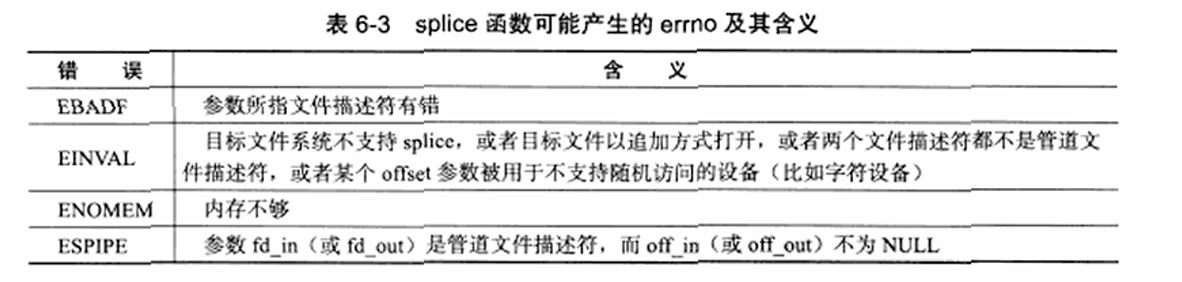 表 6-3 splice 函数可能产生的 errno 及其含义
错 误 含 义
EBADF 参数所指文件描述符有错
EINVAL 目标文件系统不支持 splice，或者目标文件以追加方式打开，或者两个文件描述符都不是管道文
件描述符，或者某个 offset 参数被用于不支持随机访问的设备（比如字符设备）
ENOMEM 内存不够
ESPIPE 参数 fd_in（或 fd_out）是管道文件描述符，而 off_in（或 off_out）不为 NULL